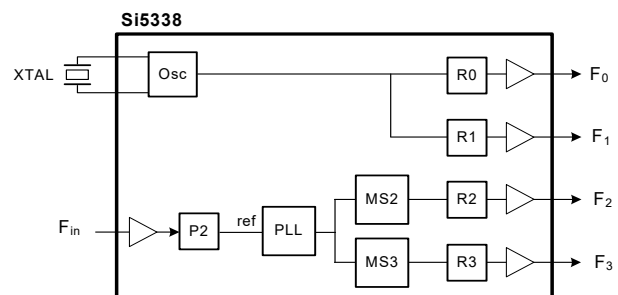 Si5338
XTAL
Osc
R0
F0
R1
F1
MS2
R2
F2
Fin
P2
ref
PLL
MS3
R3
F3